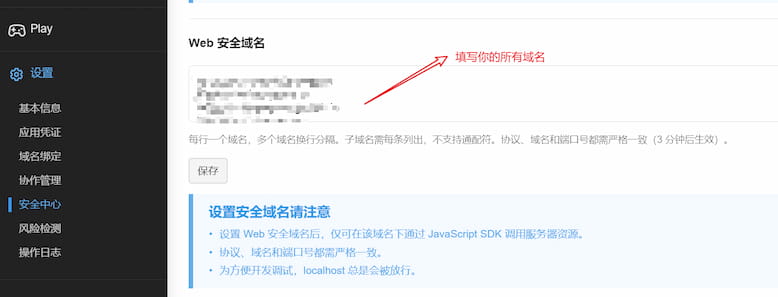 Play
设置
基本信息
应用凭证
域名绑定
协作管理
安全中心
风险检测
操作日志
Web 安全域名
填写你的所有域名
每行一个域名，多个域名换行分隔。子域名需每条列出，不支持通配符。协议、域名和端口号都需严格一致（3 分钟后生效）。
保存
设置安全域名请注意
• 设置 Web 安全域名后，仅可在该域名下通过 JavaScript SDK 调用服务器资源。
• 协议、域名和端口号都需严格一致。
• 为方便开发调试，localhost 总是会被放行。